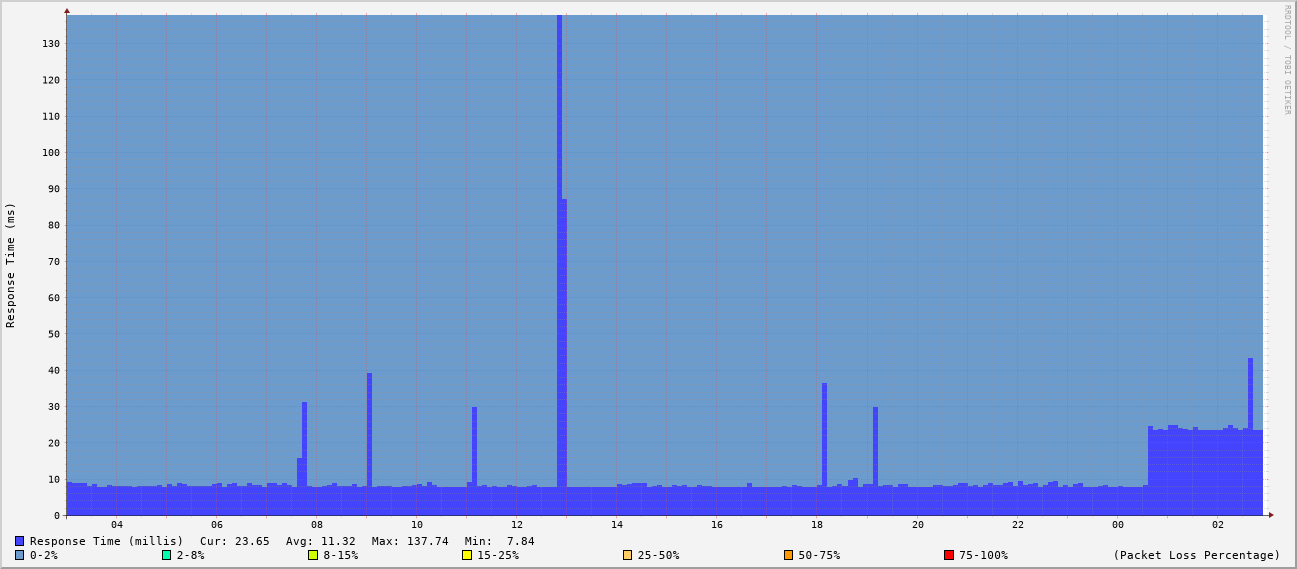 RRDTOOL / TOBI OETIKER
Response Time (ms)
130
120
110
100
90
80
70
60
50
40
30
20
10
0
04 06 08 10 12 14 16 18 20 22 00 02
Response Time (millis) Cur: 23.65 Avg: 11.32 Max: 137.74 Min: 7.84
0-2% 2-8% 8-15% 15-25% 25-50% 50-75% 75-100% (Packet Loss Percentage)